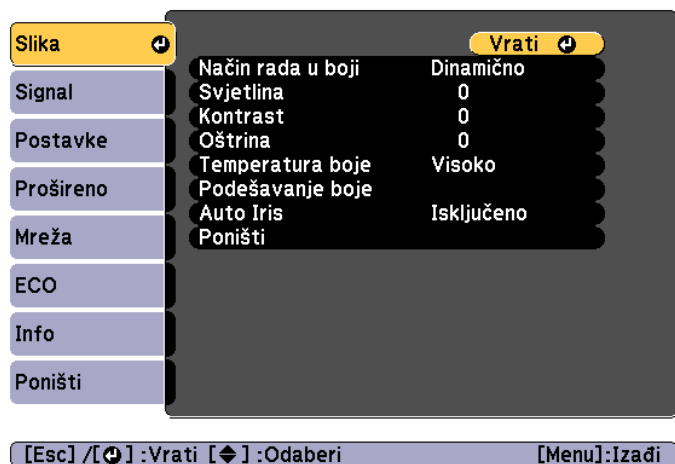 Slika
Signal
Postavke
Prošireno
Mreža
ECO
Info
Poništi
Vrati
Način rada u boji Dinamično
Svjetlina 0
Kontrast 0
Oštrina 0
Temperatura boje Visoko
Podešavanje boje
Auto Iris Isključeno
Poništi
[Esc] /[⏎] :Vrati [◆] :Odaberi [Menu]:Izađi